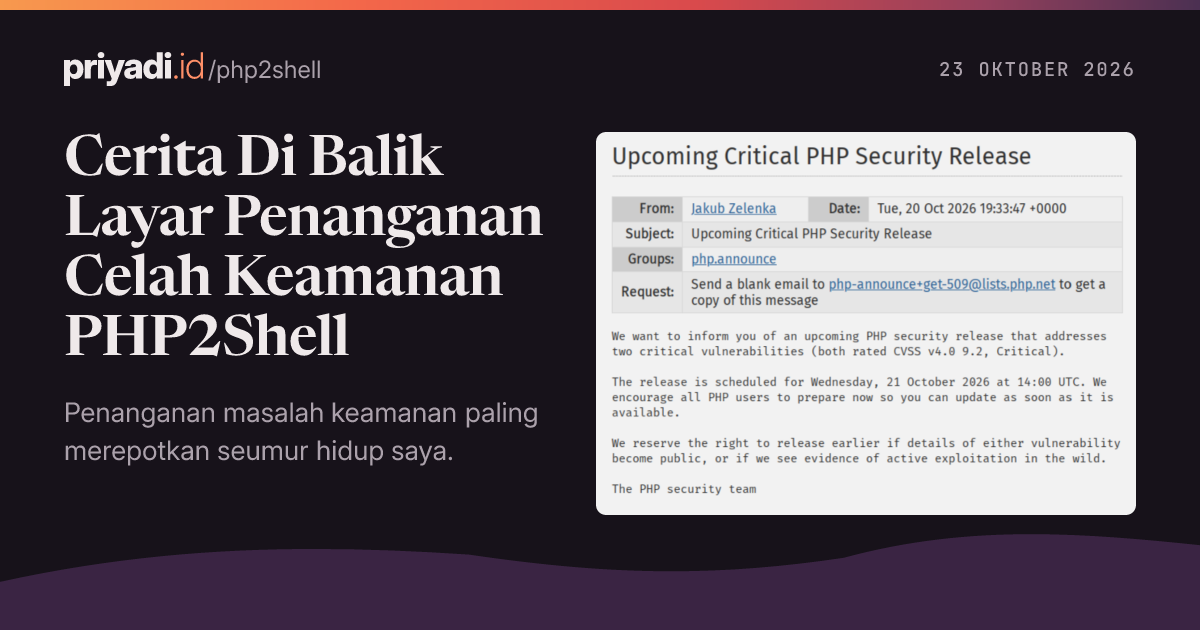 priyadi.id/php2shell
23 OKTOBER 2026
Cerita Di Balik
Layar Penanganan
Celah Keamanan
PHP2Shell
Penanganan masalah keamanan paling
merepotkan seumur hidup saya.
Upcoming Critical PHP Security Release
From: Jakub Zelenka Date: Tue, 20 Oct 2026 19:33:47 +0000
Subject: Upcoming Critical PHP Security Release
Groups: php.announce
Request: Send a blank email to php-announce+get-509@lists.php.net to get a
copy of this message
We want to inform you of an upcoming PHP security release that addresses
two critical vulnerabilities (both rated CVSS v4.0 9.2, Critical).
The release is scheduled for Wednesday, 21 October 2026 at 14:00 UTC. We
encourage all PHP users to prepare now so you can update as soon as it is
available.
We reserve the right to release earlier if details of either vulnerability
become public, or if we see evidence of active exploitation in the wild.
The PHP security team